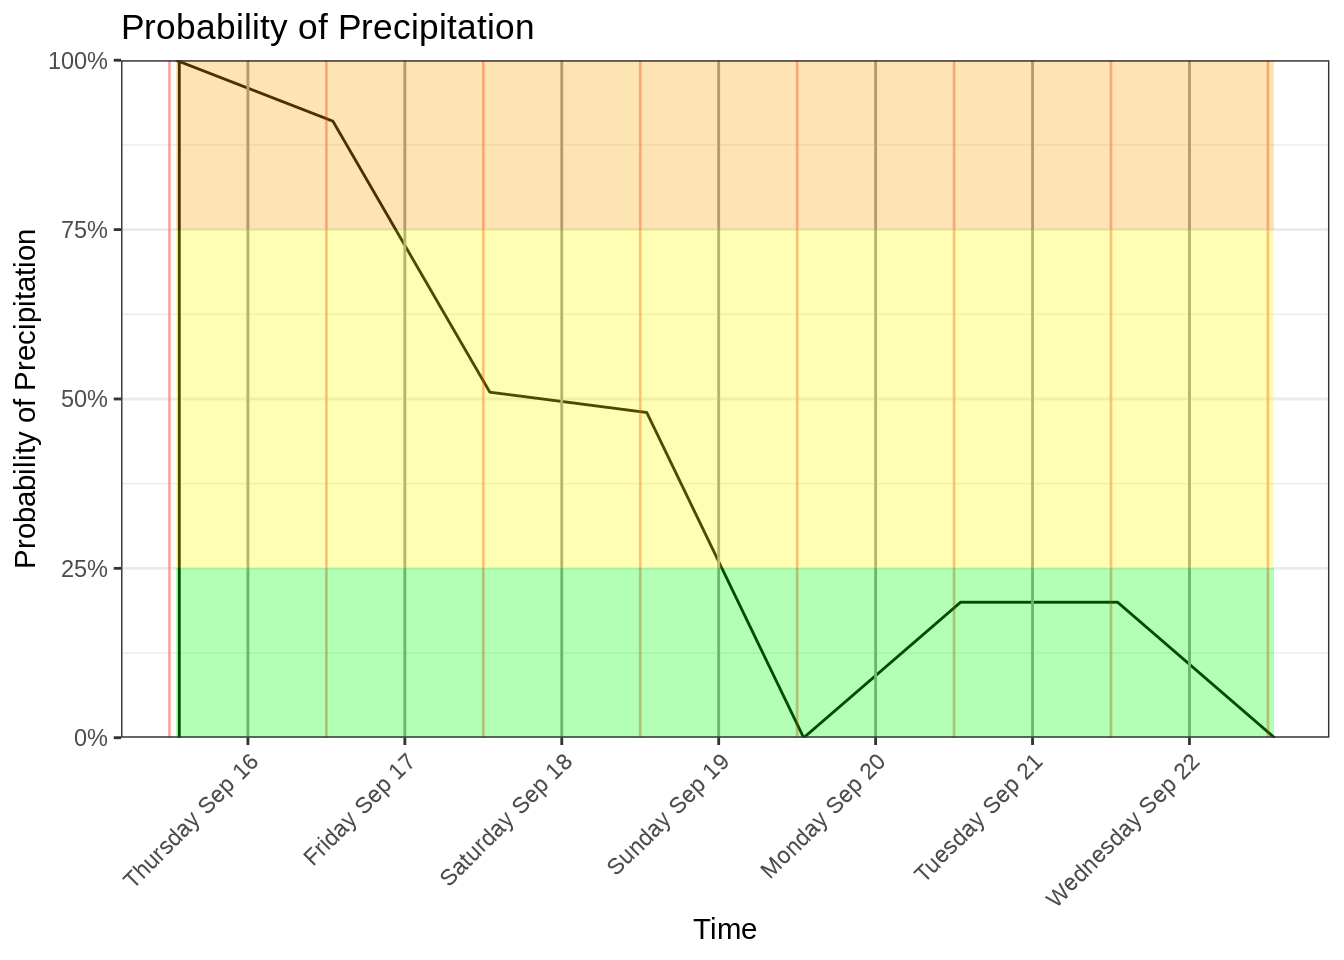 Probability of Precipitation
Probability of Precipitation
100%
75%
50%
25%
0%
Thursday Sep 16
Friday Sep 17
Saturday Sep 18
Sunday Sep 19
Monday Sep 20
Tuesday Sep 21
Wednesday Sep 22
Time